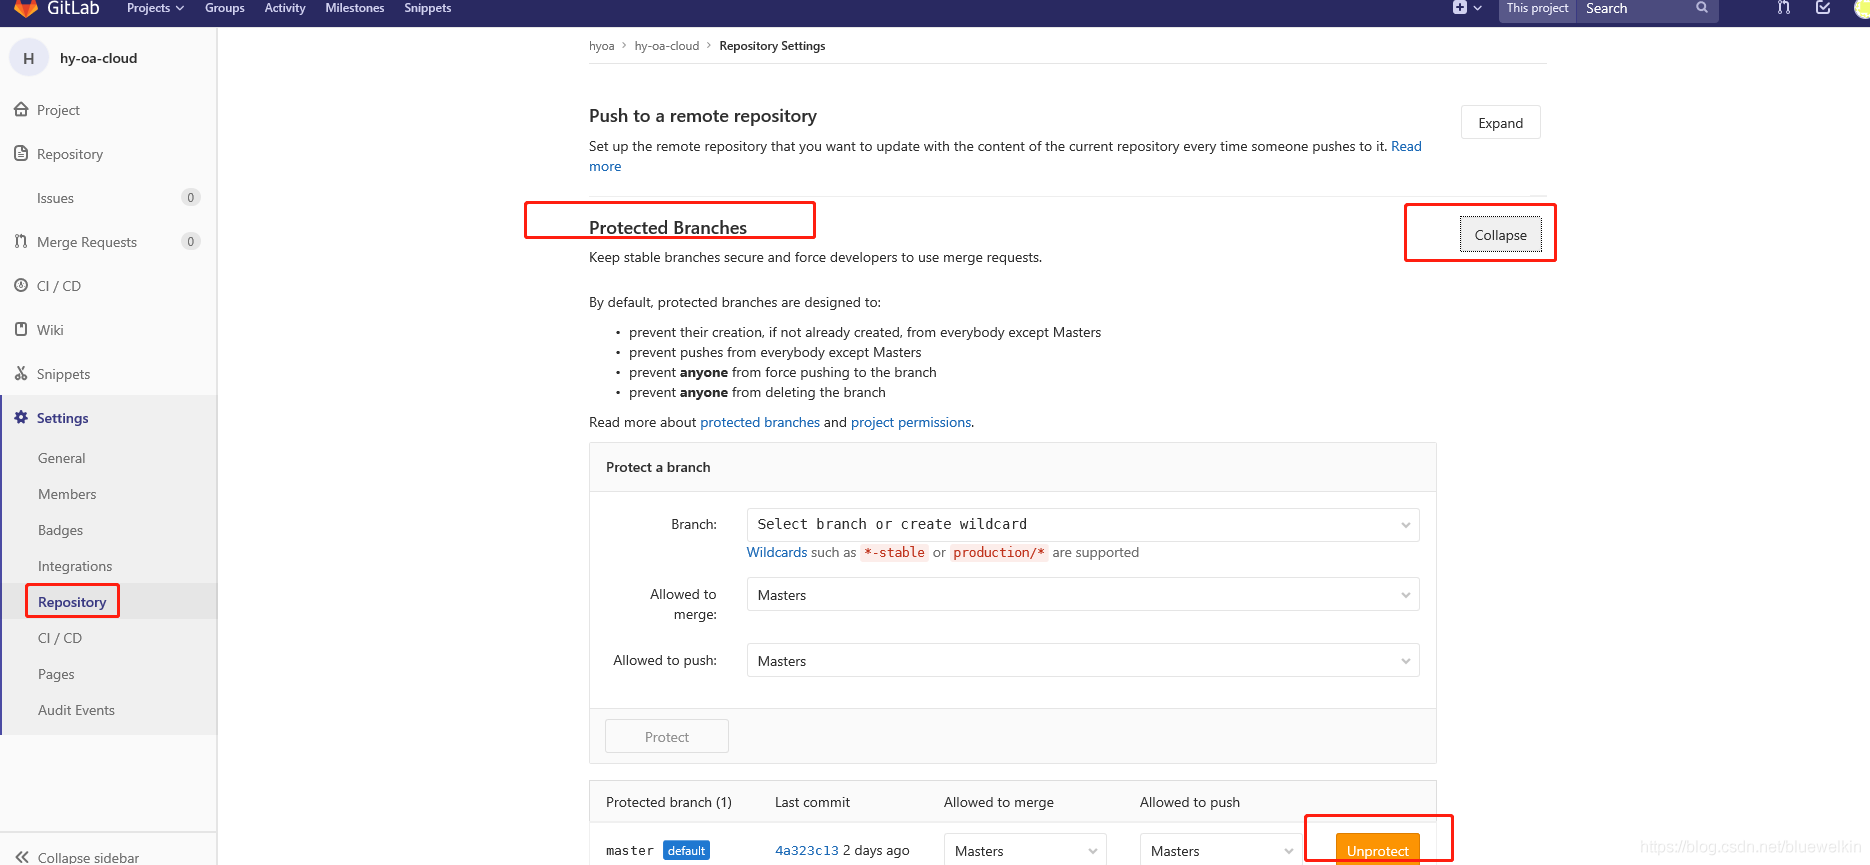 GitLab Projects Groups Activity Milestones Snippets This project Search
H hy-oa-cloud
Project
Repository
Issues 0
Merge Requests 0
CI / CD
Wiki
Snippets
Settings
General
Members
Badges
Integrations
Repository
CI / CD
Pages
Audit Events
Collapse sidebar
hyoa > hy-oa-cloud > Repository Settings
Push to a remote repository
Expand
Set up the remote repository that you want to update with the content of the current repository every time someone pushes to it. Read
more
Protected Branches
Collapse
Keep stable branches secure and force developers to use merge requests.
By default, protected branches are designed to:
• prevent their creation, if not already created, from everybody except Masters
• prevent pushes from everybody except Masters
• prevent anyone from force pushing to the branch
• prevent anyone from deleting the branch
Read more about protected branches and project permissions.
Protect a branch
Branch: Select branch or create wildcard
Wildcards such as *-stable or production/* are supported
Allowed to
merge:
Masters
Allowed to push: Masters
Protect
Protected branch (1) Last commit Allowed to merge Allowed to push
master default 4a323c13 2 days ago Masters Masters Unprotect
https://blog.csdn.net/bluewelkin